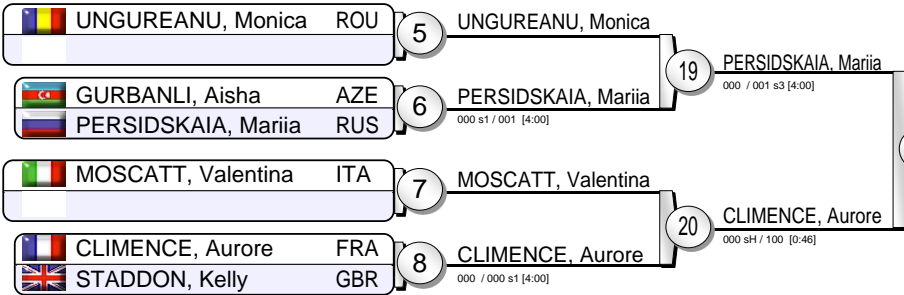 UNGUREANU, Monica ROU
5
UNGUREANU, Monica
GURBANLI, Aisha AZE
PERSIDSKAIA, Mariia RUS
6
PERSIDSKAIA, Mariia
000 s1 / 001 [4:00]
19
PERSIDSKAIA, Mariia
000 / 001 s3 [4:00]
MOSCATT, Valentina ITA
7
MOSCATT, Valentina
CLIMENCE, Aurore FRA
STADDON, Kelly GBR
8
CLIMENCE, Aurore
000 / 000 s1 [4:00]
20
CLIMENCE, Aurore
000 sH / 100 [0:46]